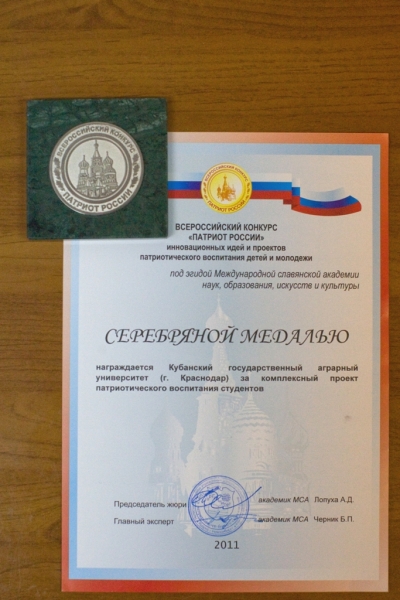 ВСЕРОССИЙСКИЙ КОНКУРС
ПАТРИОТ РОССИИ
ПАТРИОТ РОССИИ
ВСЕРОССИЙСКИЙ КОНКУРС
«ПАТРИОТ РОССИИ»
инновационных идей и проектов
патриотического воспитания детей и молодежи
под эгидой Международной славянской академии
наук, образования, искусств и культуры
СЕРЕБРЯНОЙ МЕДАЛЬЮ
награждается Кубанский государственный аграрный
университет (г. Краснодар) за комплексный проект
патриотического воспитания студентов
Председатель жюри академик МСА Лопуха А.Д.
Главный эксперт академик МСА Черник Б.П.
2011